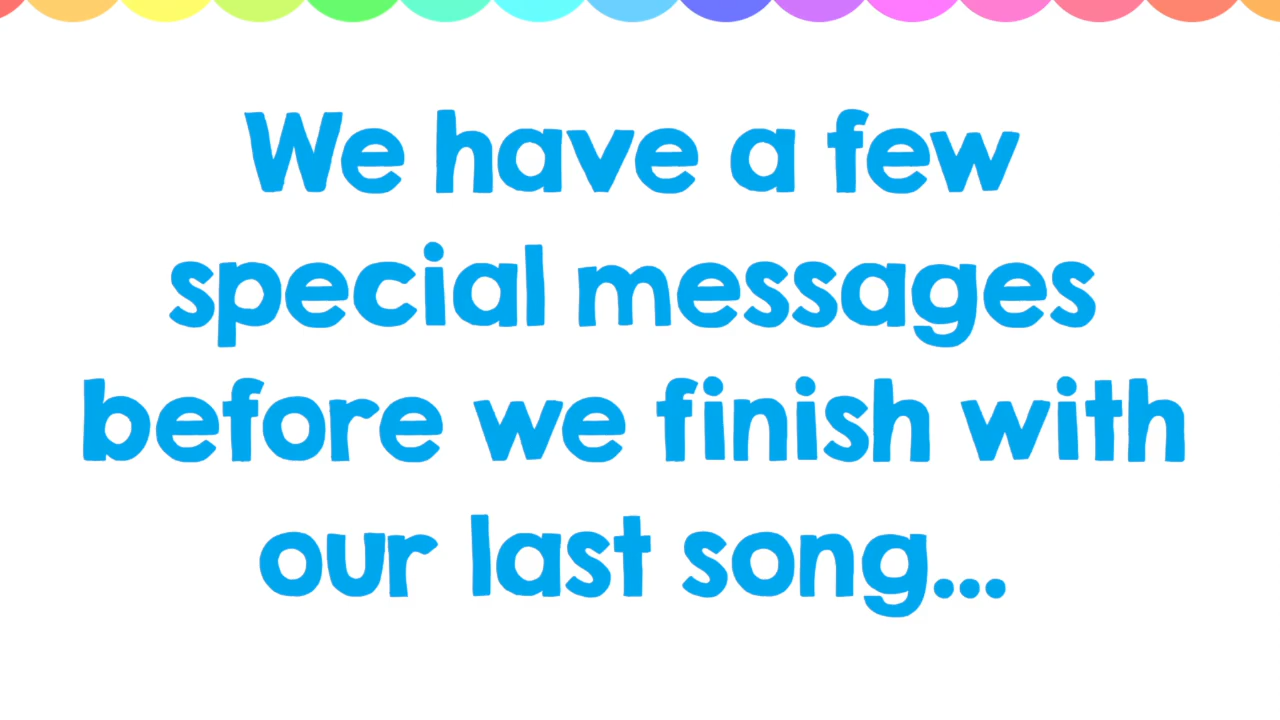 We have a few
special messages
before we finish with
our last song...